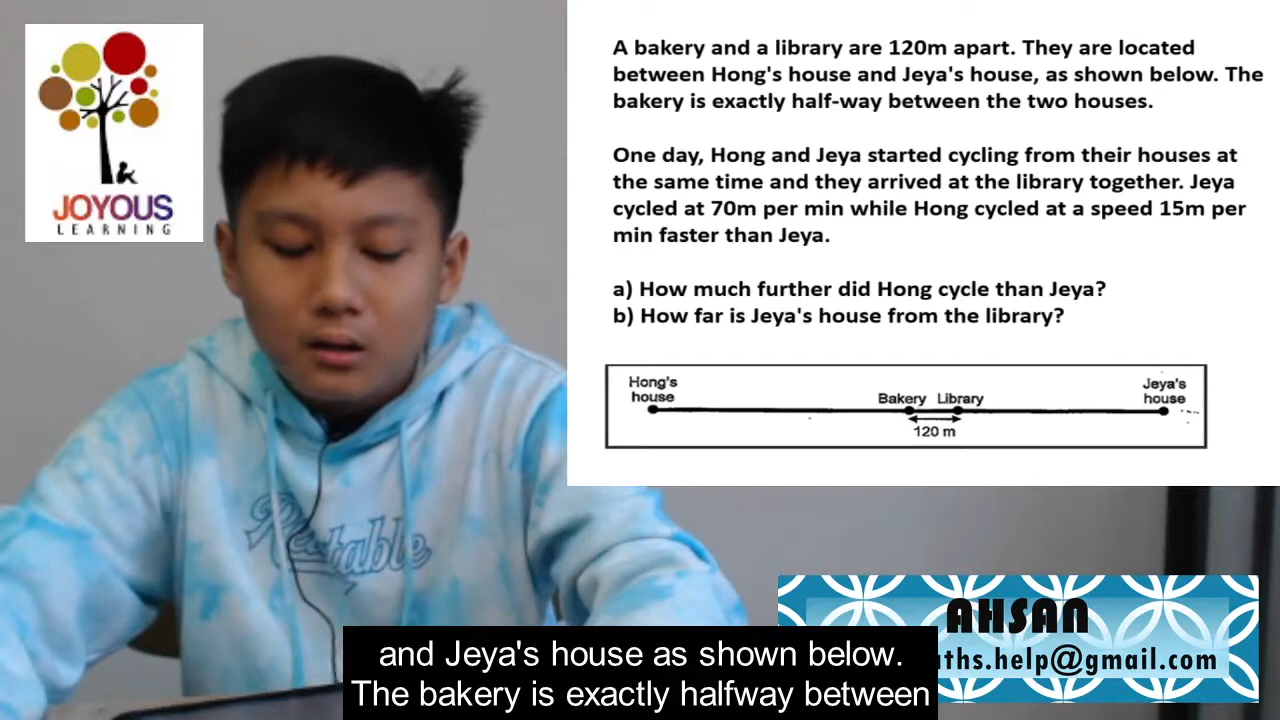 JOYOUS
LEARNING
A bakery and a library are 120m apart. They are located
between Hong's house and Jeya's house, as shown below. The
bakery is exactly half-way between the two houses.
One day, Hong and Jeya started cycling from their houses at
the same time and they arrived at the library together. Jeya
cycled at 70m per min while Hong cycled at a speed 15m per
min faster than Jeya.
a) How much further did Hong cycle than Jeya?
b) How far is Jeya's house from the library?
Hong's
house
Bakery Library
Jeya's
house
120 m
AHSAN
ths.help@gmail.com
and Jeya's house as shown below.
The bakery is exactly halfway between